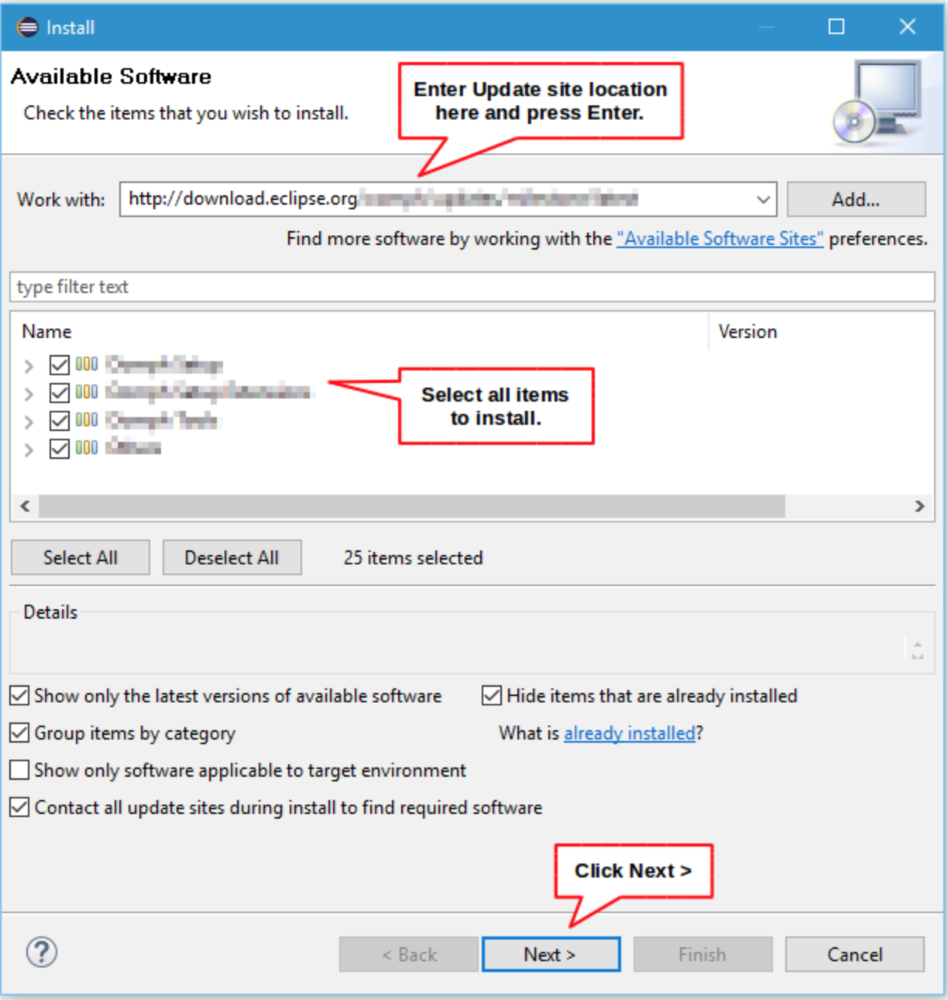 Install
Available Software
Check the items that you wish to install.
Enter Update site location
here and press Enter.
Work with:
http://download.eclipse.org
Add...
Find more software by working with the "Available Software Sites" preferences.
type filter text
Name
Version
Select all items
to install.
Select All
Deselect All
25 items selected
Details
Show only the latest versions of available software
Hide items that are already installed
Group items by category
What is already installed?
Show only software applicable to target environment
Contact all update sites during install to find required software
Click Next >
?
< Back
Next >
Finish
Cancel